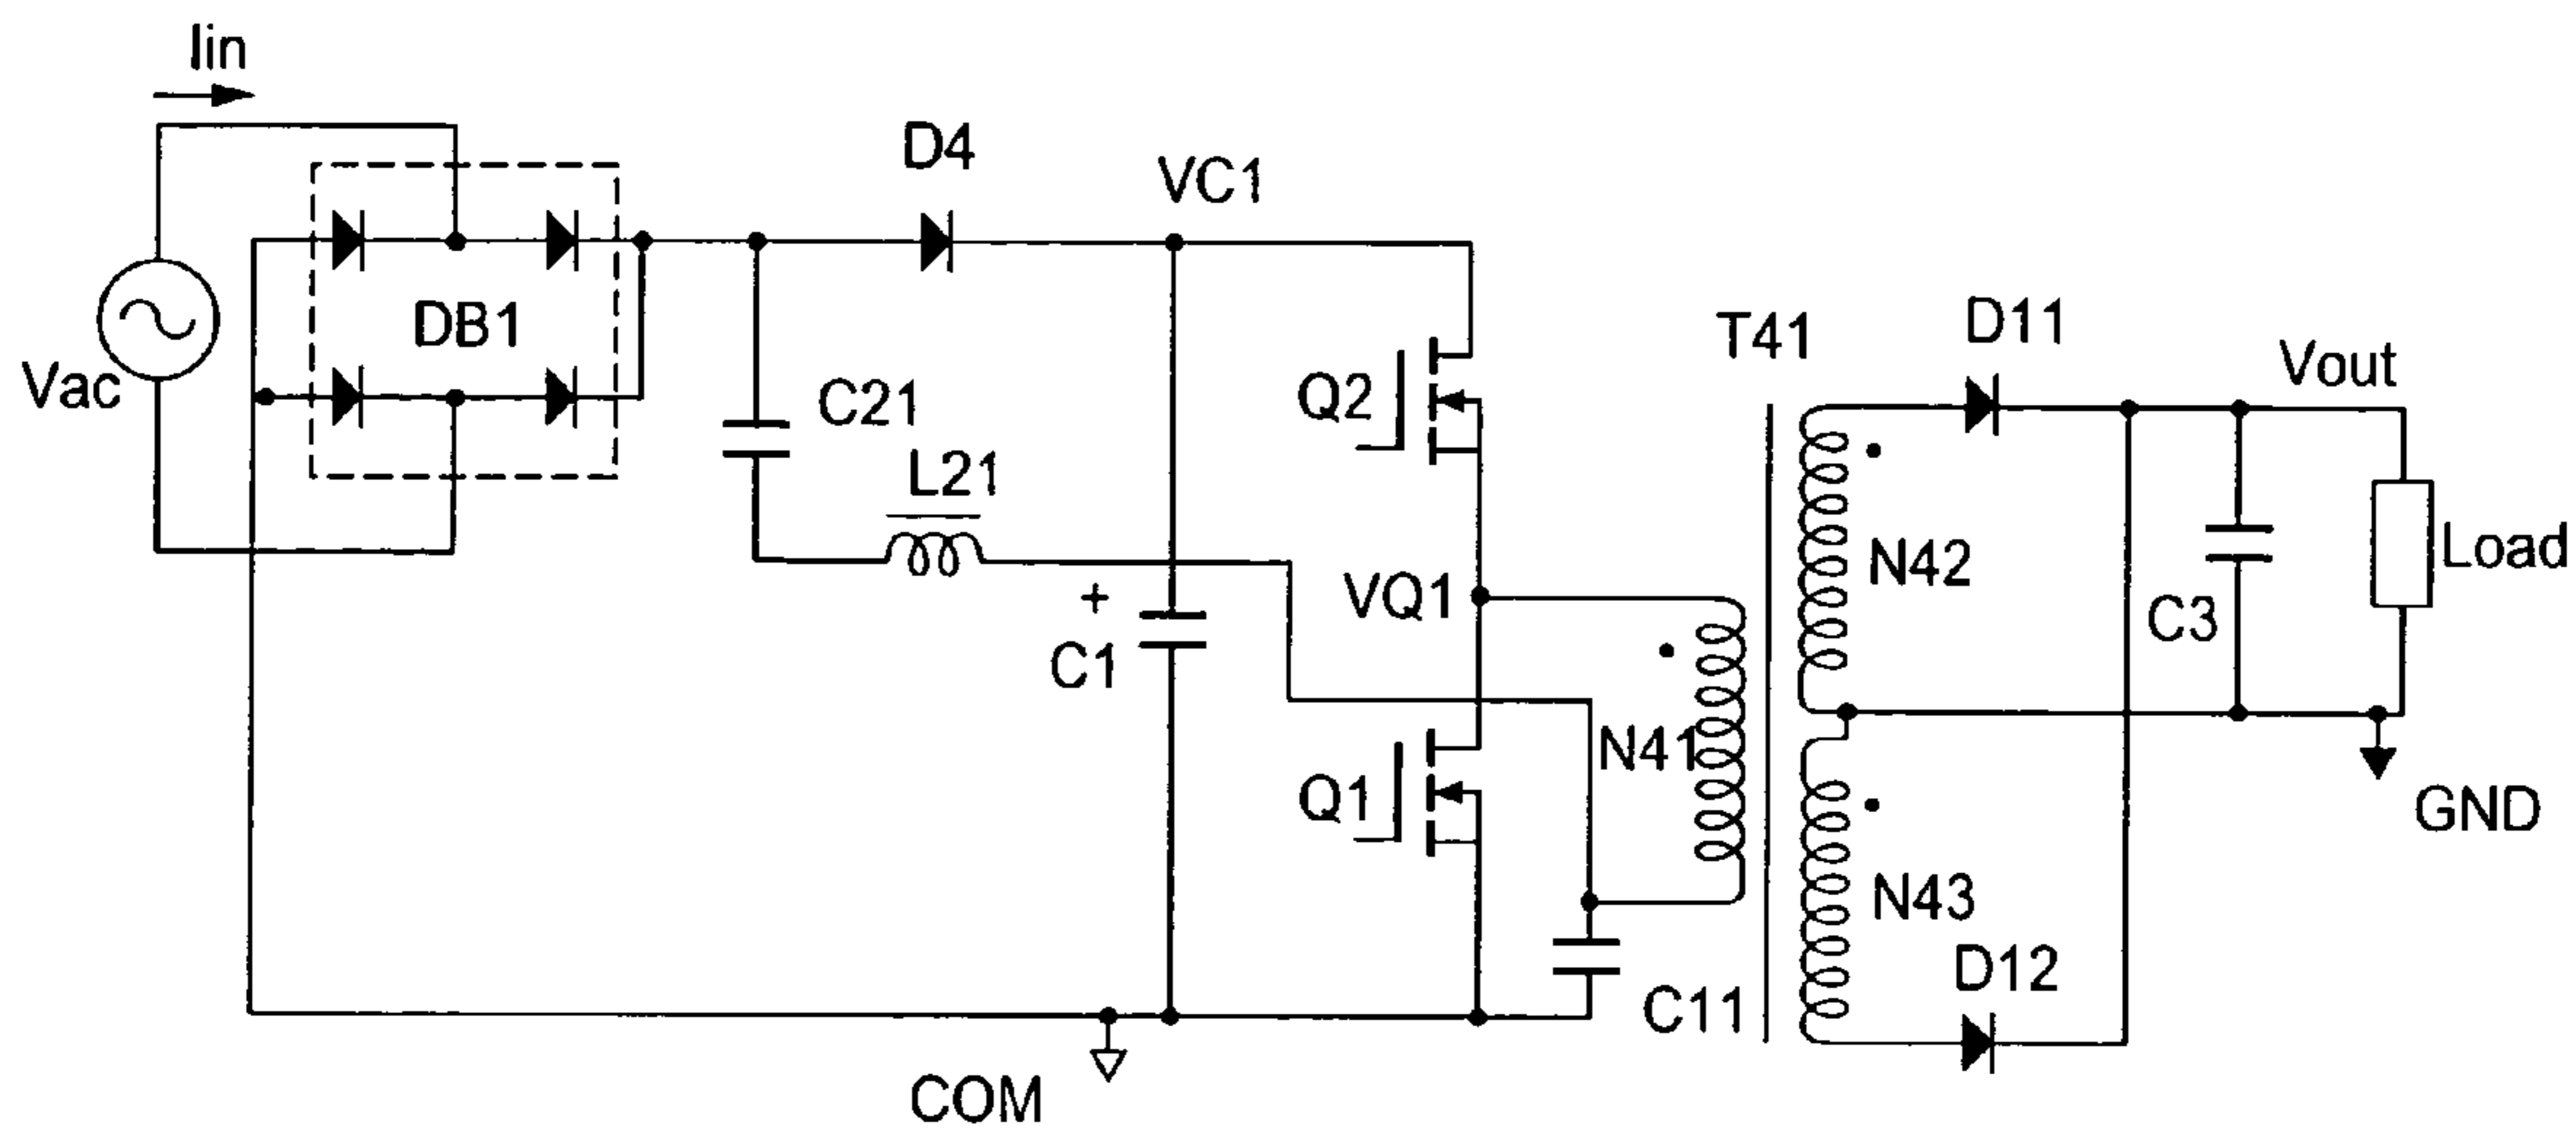 Iin
D4
VC1
Vac
DB1
C21
L21
+
C1
Q2
VQ1
Q1
T41
N41
N42
N43
D11
D12
C11
Vout
C3
Load
GND
COM